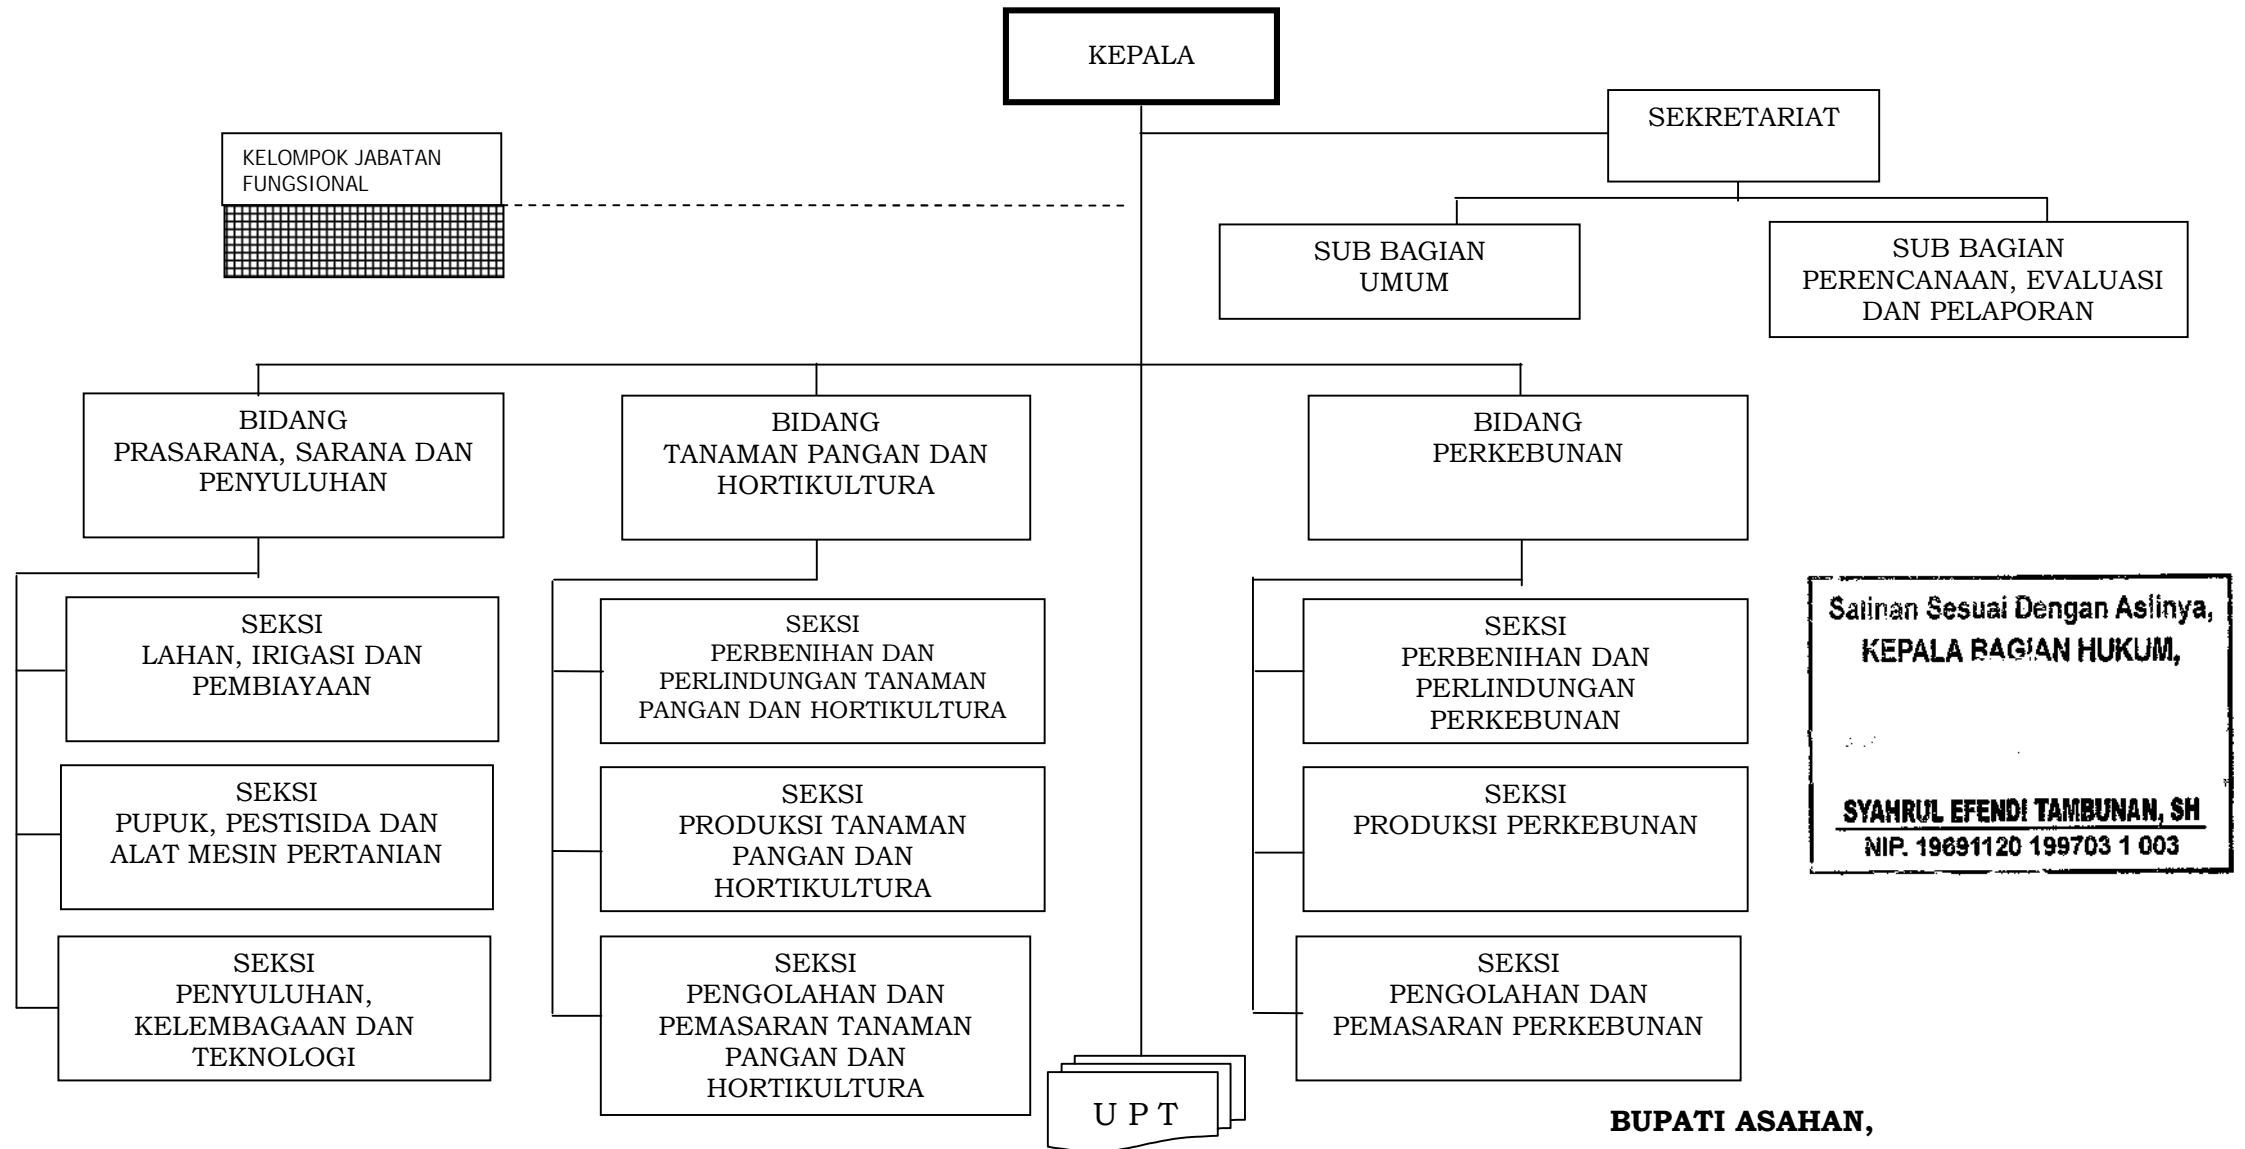 KEPALA
SEKRETARIAT
KELOMPOK JABATAN
FUNGSIONAL
SUB BAGIAN
UMUM
SUB BAGIAN
PERENCANAAN, EVALUASI
DAN PELAPORAN
BIDANG
PRASARANA, SARANA DAN
PENYULUHAN
BIDANG
TANAMAN PANGAN DAN
HORTIKULTURA
BIDANG
PERKEBUNAN
SEKSI
LAHAN, IRIGASI DAN
PEMBIAYAAN
SEKSI
PERBENIHAN DAN
PERLINDUNGAN TANAMAN
PANGAN DAN HORTIKULTURA
SEKSI
PERBENIHAN DAN
PERLINDUNGAN
PERKEBUNAN
SEKSI
PUPUK, PESTISIDA DAN
ALAT MESIN PERTANIAN
SEKSI
PRODUKSI TANAMAN
PANGAN DAN
HORTIKULTURA
SEKSI
PRODUKSI PERKEBUNAN
SEKSI
PENYULUHAN,
KELEMBAGAAN DAN
TEKNOLOGI
SEKSI
PENGOLAHAN DAN
PEMASARAN TANAMAN
PANGAN DAN
HORTIKULTURA
SEKSI
PENGOLAHAN DAN
PEMASARAN PERKEBUNAN
U P T
Salinan Sesuai Dengan Aslinya,
KEPALA BAGIAN HUKUM,
SYAHRUL EFENDI TAMBUNAN, SH
NIP. 19691120 199703 1 003
BUPATI ASAHAN,